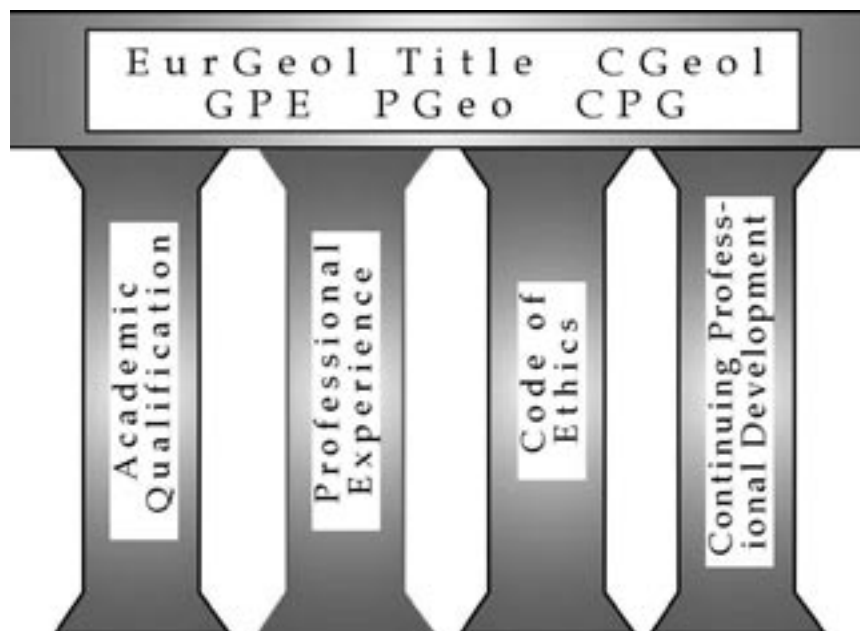 EurGeol Title CGeol
GPE PGeo CPG
Academic
Qualification
Professional
Experience
Code of
Ethics
Continuing Profess-
ional Development